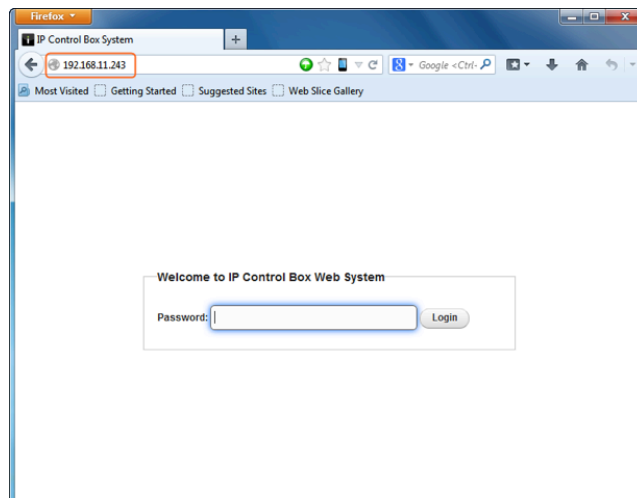 Firefox
IP Control Box System
192.168.11.243
Google <Ctrl-
Most Visited Getting Started Suggested Sites Web Slice Gallery
Welcome to IP Control Box Web System
Password: Login